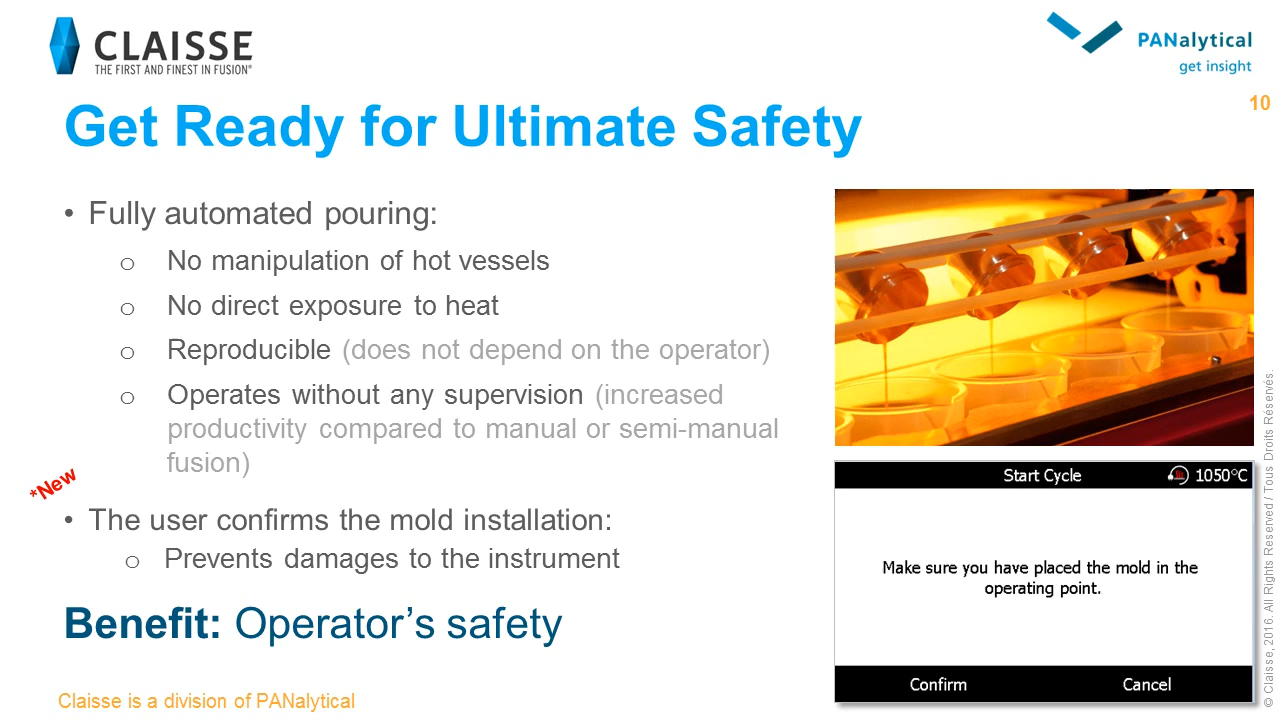 CLAISSE
THE FIRST AND FINEST IN FUSION®
PANalytical
get insight
10
Get Ready for Ultimate Safety
• Fully automated pouring:
o No manipulation of hot vessels
o No direct exposure to heat
o Reproducible (does not depend on the operator)
o Operates without any supervision (increased
productivity compared to manual or semi-manual
fusion)
*New
• The user confirms the mold installation:
o Prevents damages to the instrument
Benefit: Operator’s safety
Start Cycle 1050°C
Make sure you have placed the mold in the
operating point.
Confirm Cancel
Claisse is a division of PANalytical
© Claisse, 2016. All Rights Reserved / Tous Droits Réservés.